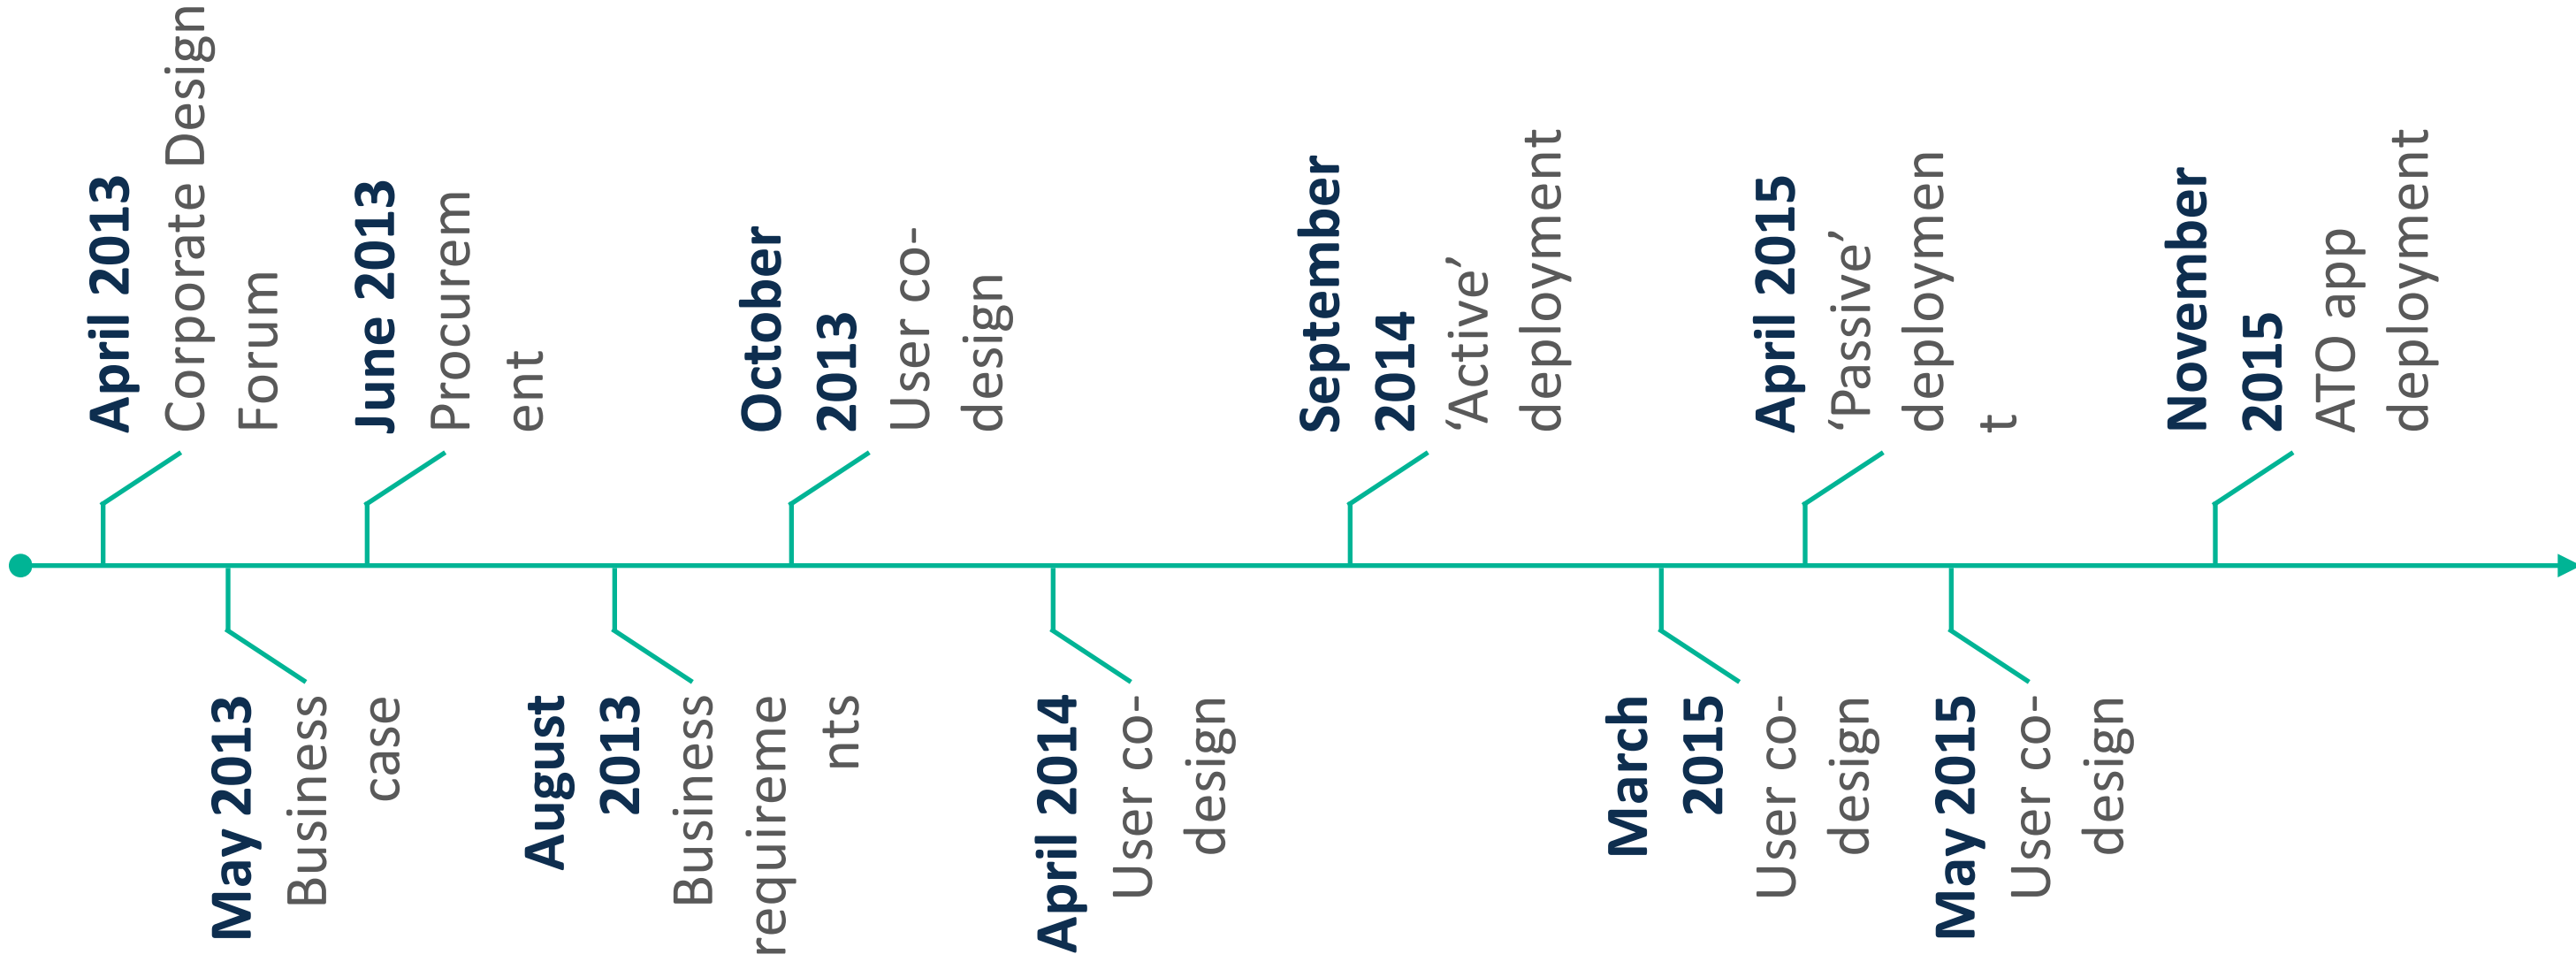 April 2013
Corporate Design
Forum
May 2013
Business
case
June 2013
Procurem
ent
August
2013
Business
requireme
nts
October
2013
User co-
design
April 2014
User co-
design
September
2014
‘Active’
deployment
March
2015
User co-
design
April 2015
‘Passive’
deploymen
t
May 2015
User co-
design
November
2015
ATO app
deployment